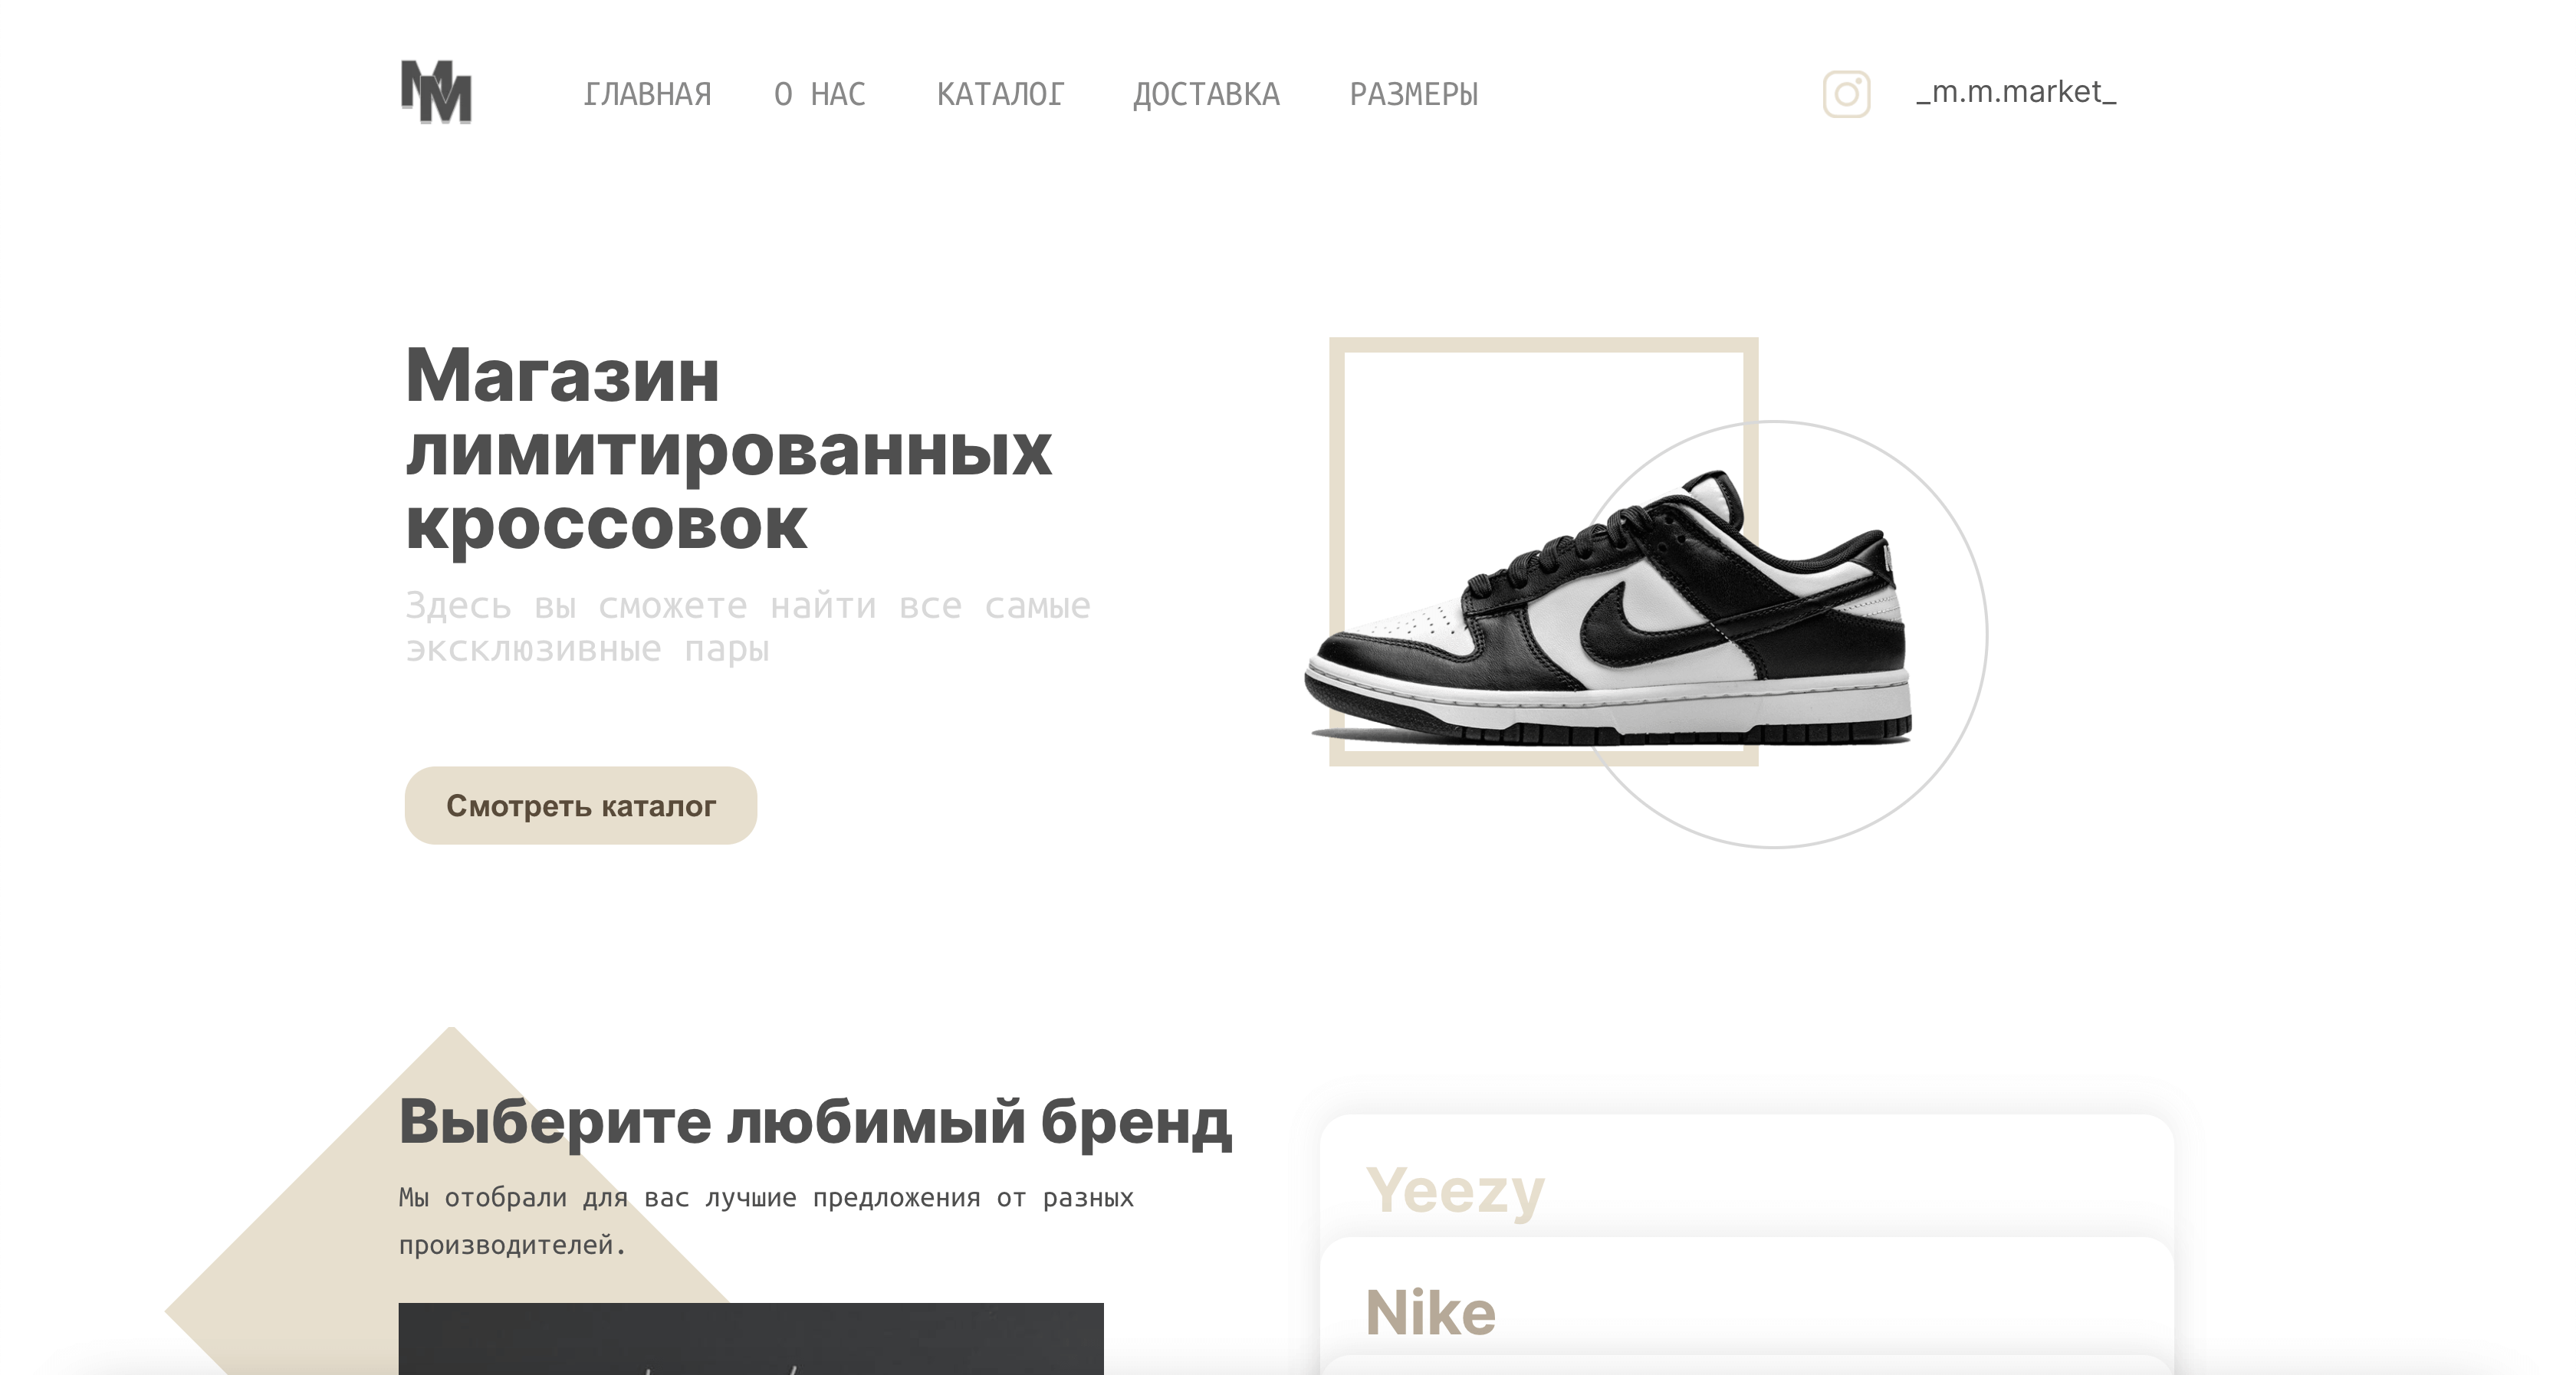 MM
ГЛАВНАЯ О НАС КАТАЛОГ ДОСТАВКА РАЗМЕРЫ
_m.m.market_
Магазин
лимитированных
кроссовок
Здесь вы сможете найти все самые
эксклюзивные пары
Смотреть каталог
Выберите любимый бренд
Мы отобрали для вас лучшие предложения от разных
производителей.
Yeezy
Nike